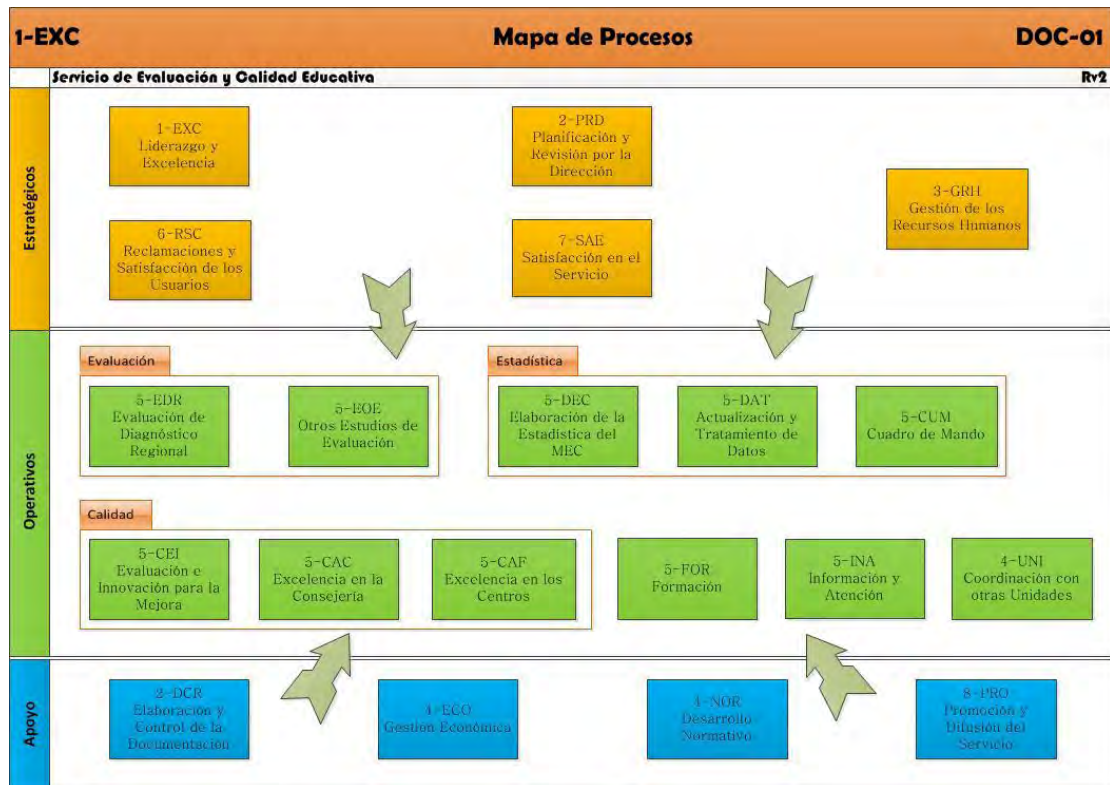 1-EXC
Mapa de Procesos
DOC-01
Servicio de Evaluación y Calidad Educativa
Rv2
Estratégicos
1-EXC
Liderazgo y
Excelencia
2-PRD
Planificación y
Revisión por la
Dirección
3-GRH
Gestión de los
Recursos Humanos
6-RSC
Reclamaciones y
Satisfacción de los
Usuarios
7-SAE
Satisfacción en el
Servicio
Operativos
Evaluación
5-EDR
Evaluación de
Diagnóstico
Regional
5-EOE
Otros Estudios de
Evaluación
Estadística
5-DEC
Elaboración de la
Estadística del
MEC
5-DAT
Actualización y
Tratamiento de
Datos
5-CUM
Cuadro de Mando
Calidad
5-CEI
Evaluación e
Innovación para la
Mejora
5-CAC
Excelencia en la
Consejería
5-CAF
Excelencia en los
Centros
5-FOR
Formación
5-INA
Información y
Atención
4-UNI
Coordinación con
otras Unidades
Apoyo
2-DCR
Elaboración y
Control de la
Documentación
4-ECO
Gestión Económica
4-NOR
Desarrollo
Normativo
8-PRO
Promoción y
Difusión del
Servicio